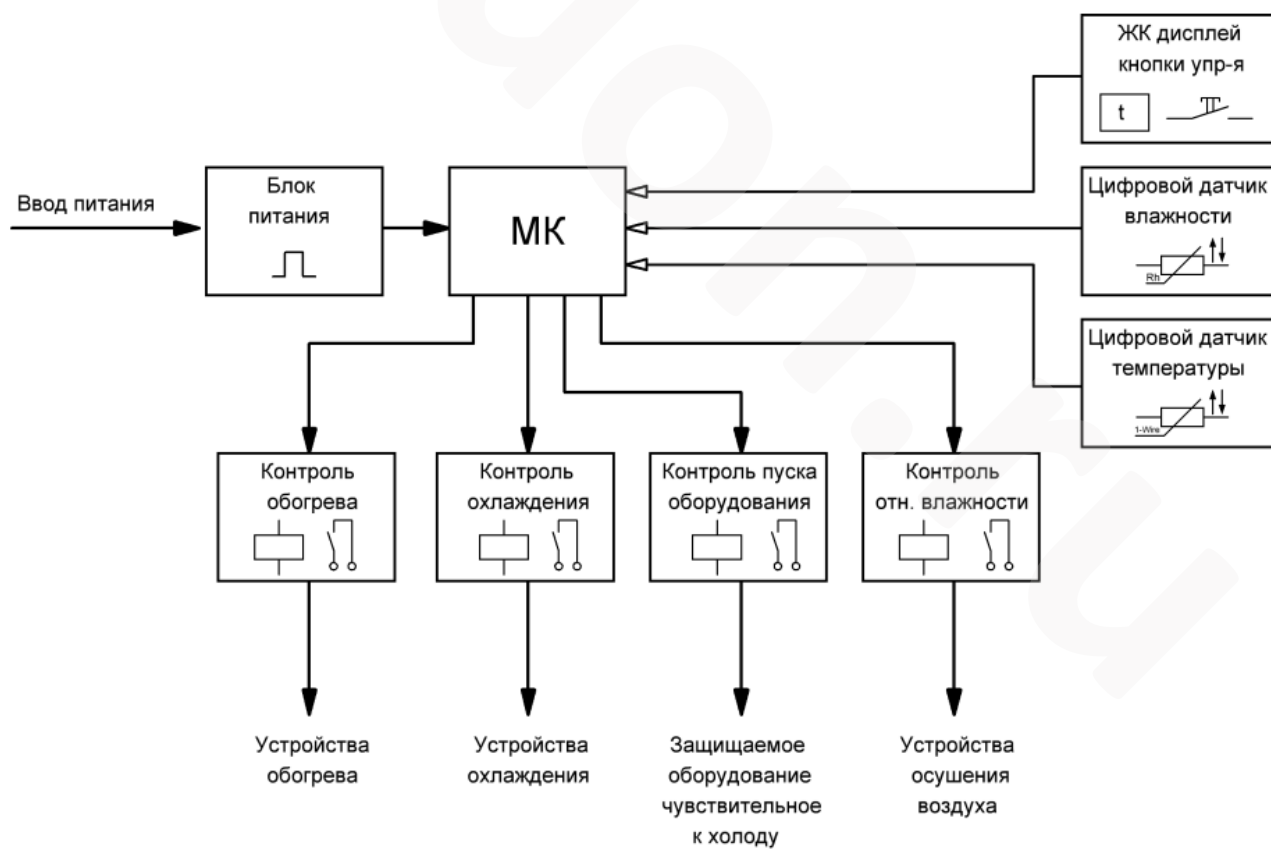 ЖК дисплей
кнопки упр-я
t
Ввод питания
Блок
питания
МК
Цифровой датчик
влажности
Rh
Цифровой датчик
температуры
1-Wire
Контроль
обогрева
Контроль
охлаждения
Контроль пуска
оборудования
Контроль
отн. влажности
Устройства
обогрева
Устройства
охлаждения
Защищаемое
оборудование
чувствительное
к холоду
Устройства
осушения
воздуха
don.ru